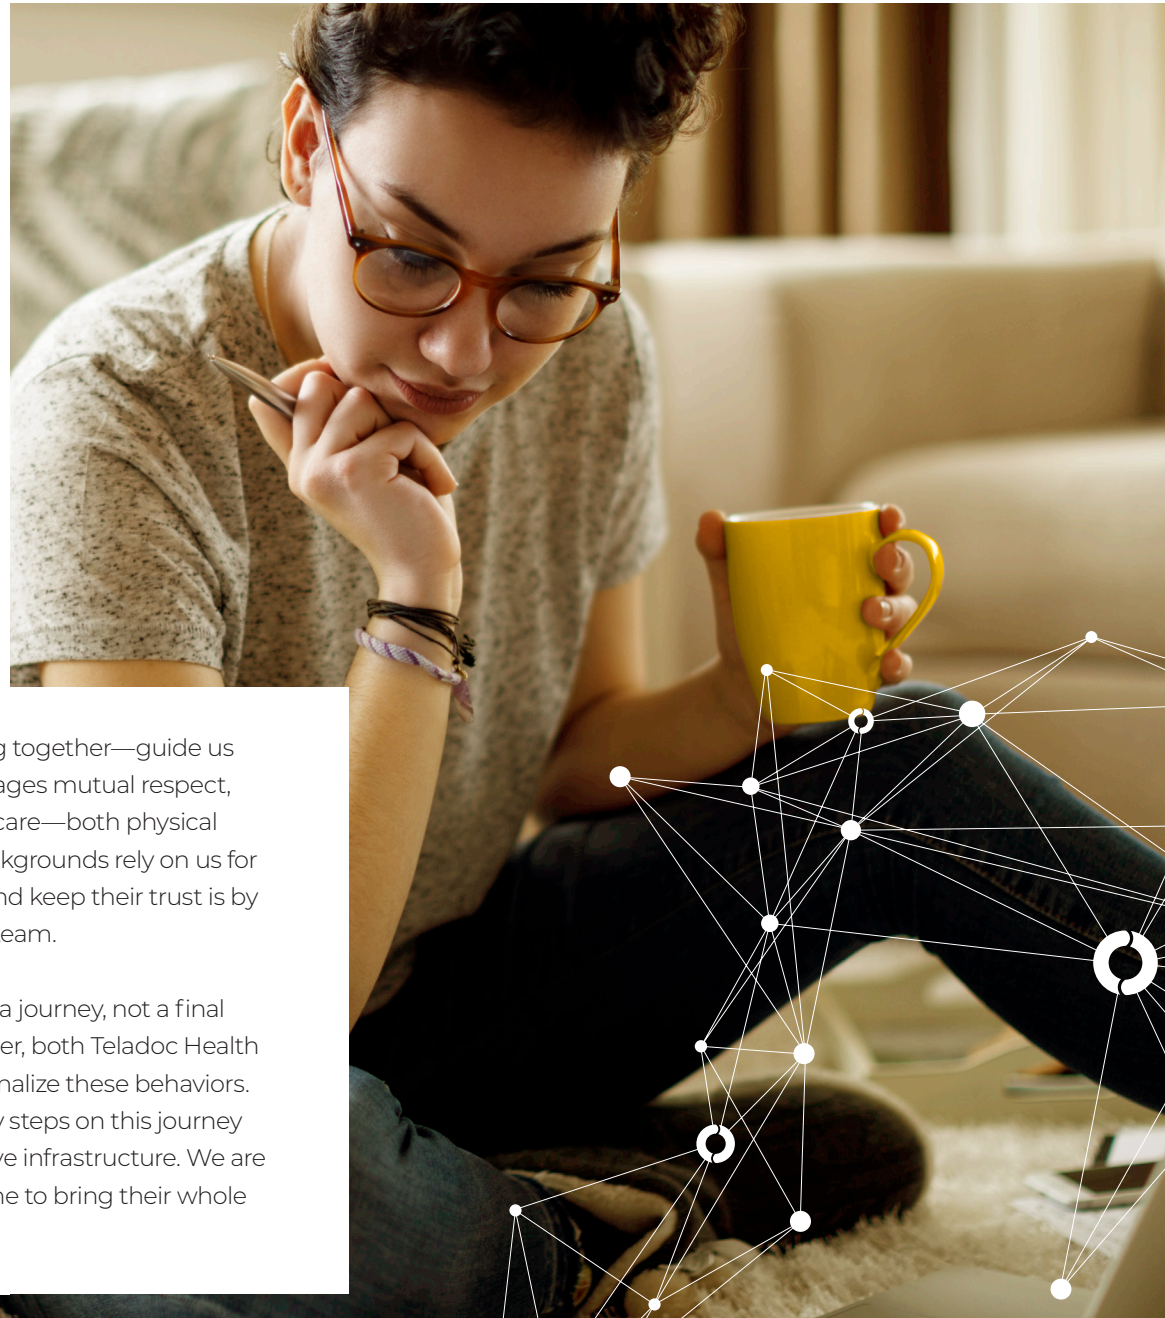 g together—guide us
ages mutual respect,
care—both physical
kgrounds rely on us for
nd keep their trust is by
eam.
a journey, not a final
er, both Teladoc Health
nalize these behaviors.
y steps on this journey
ve infrastructure. We are
ne to bring their whole